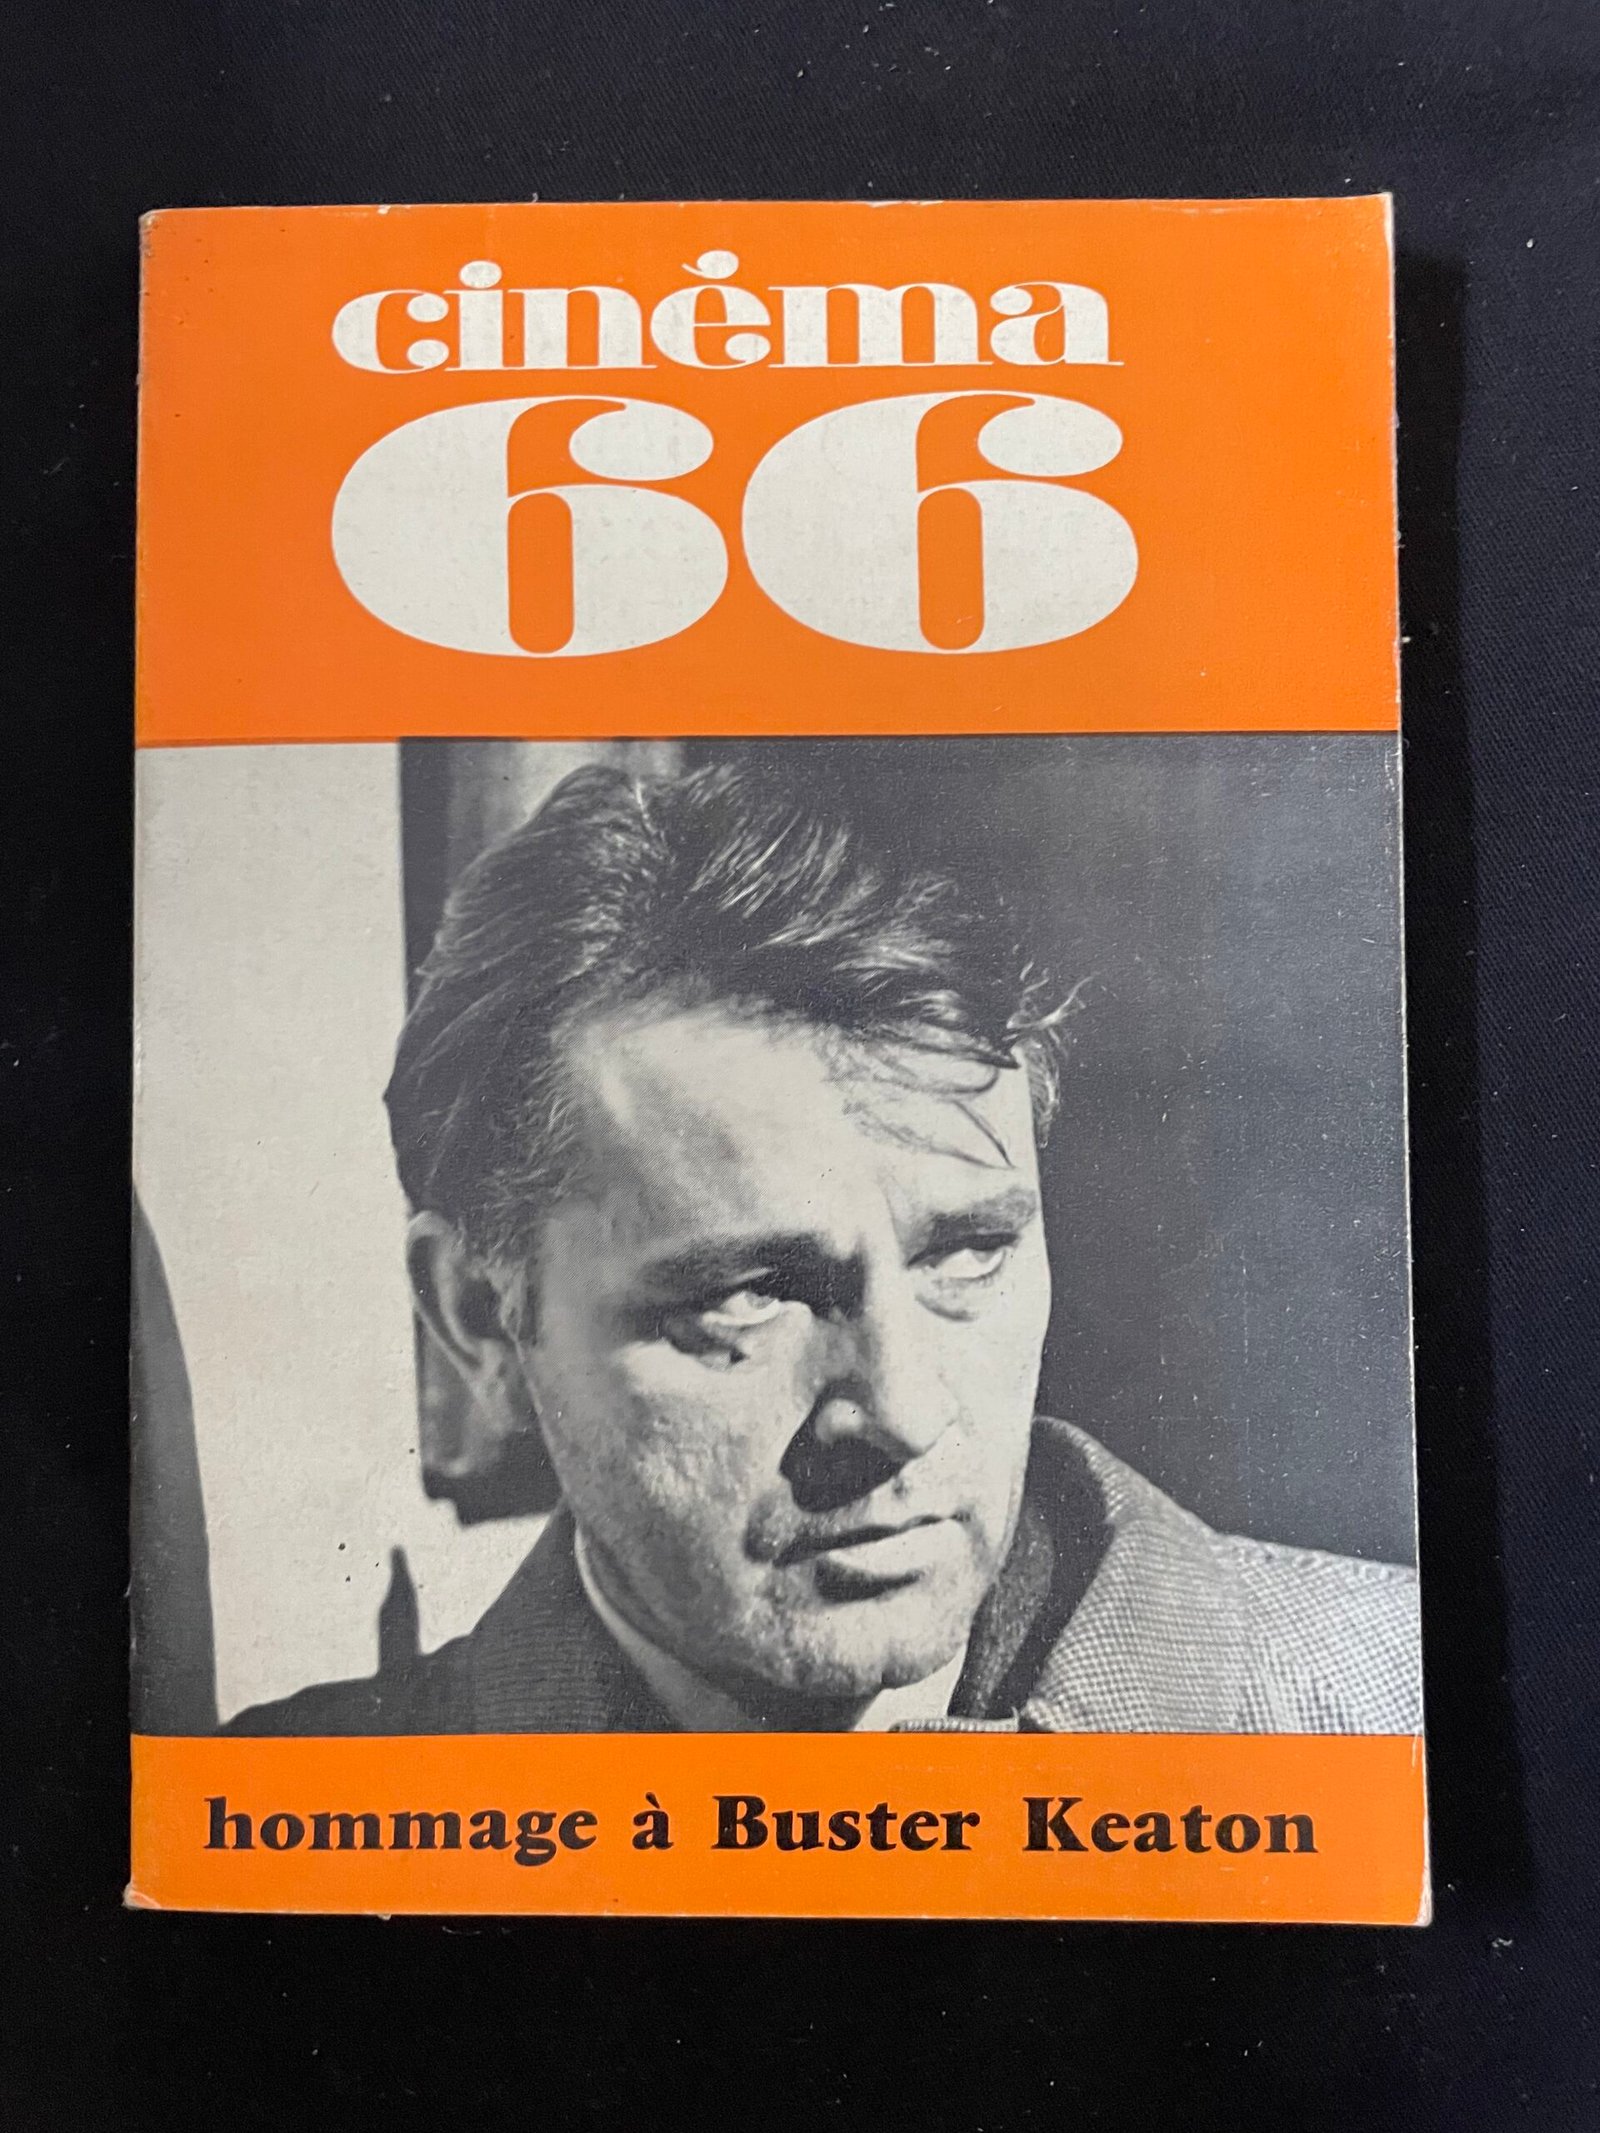 cinéma
66
hommage à Buster Keaton